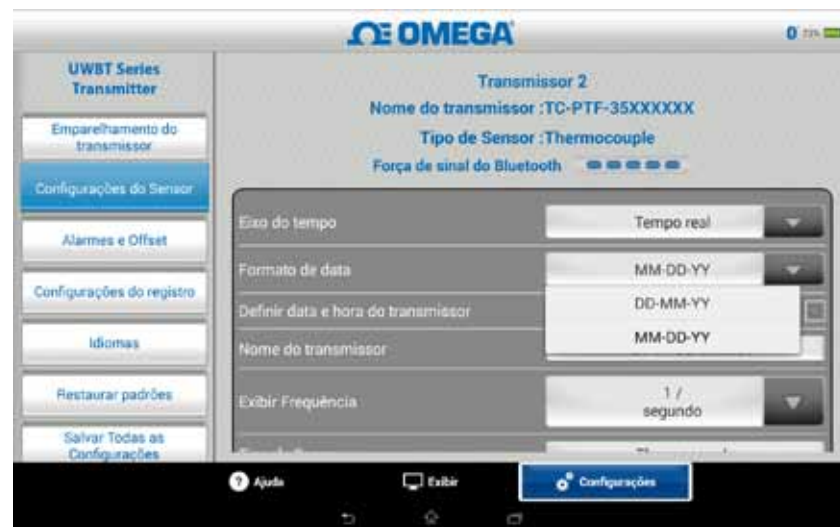 OMEGA
UWBT Series
Transmitter
Emparelhamento do
transmissor
Configurações do Sensor
Alarmes e Offset
Configurações do registro
Idiomas
Restaurar padrões
Salvar Todas as
Configurações
Transmissor 2
Nome do transmissor :TC-PTF-35XXXXXX
Tipo de Sensor :Thermocouple
Força de sinal do Bluetooth
Eixo do tempo
Tempo real
Formato de data
MM-DD-YY
DD-MM-YY
MM-DD-YY
Definir data e hora do transmissor
Nome do transmissor
Exibir Frequência
1 /
segundo
Ajuda
Exibir
Configurações